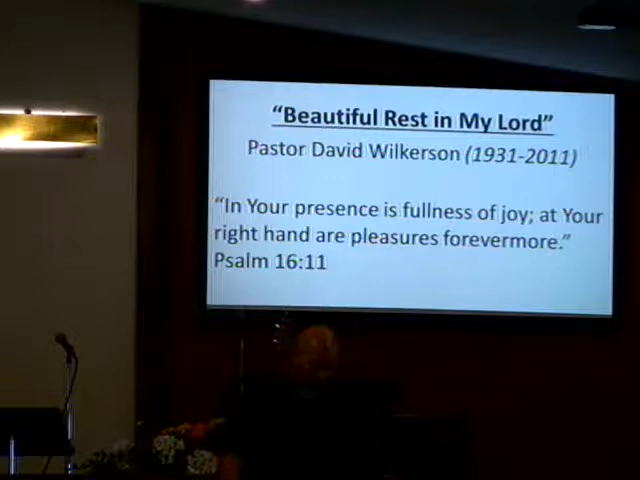 “Beautiful Rest in My Lord”
Pastor David Wilkerson (1931-2011)
“In Your presence is fullness of joy; at Your
right hand are pleasures forevermore.”
Psalm 16:11